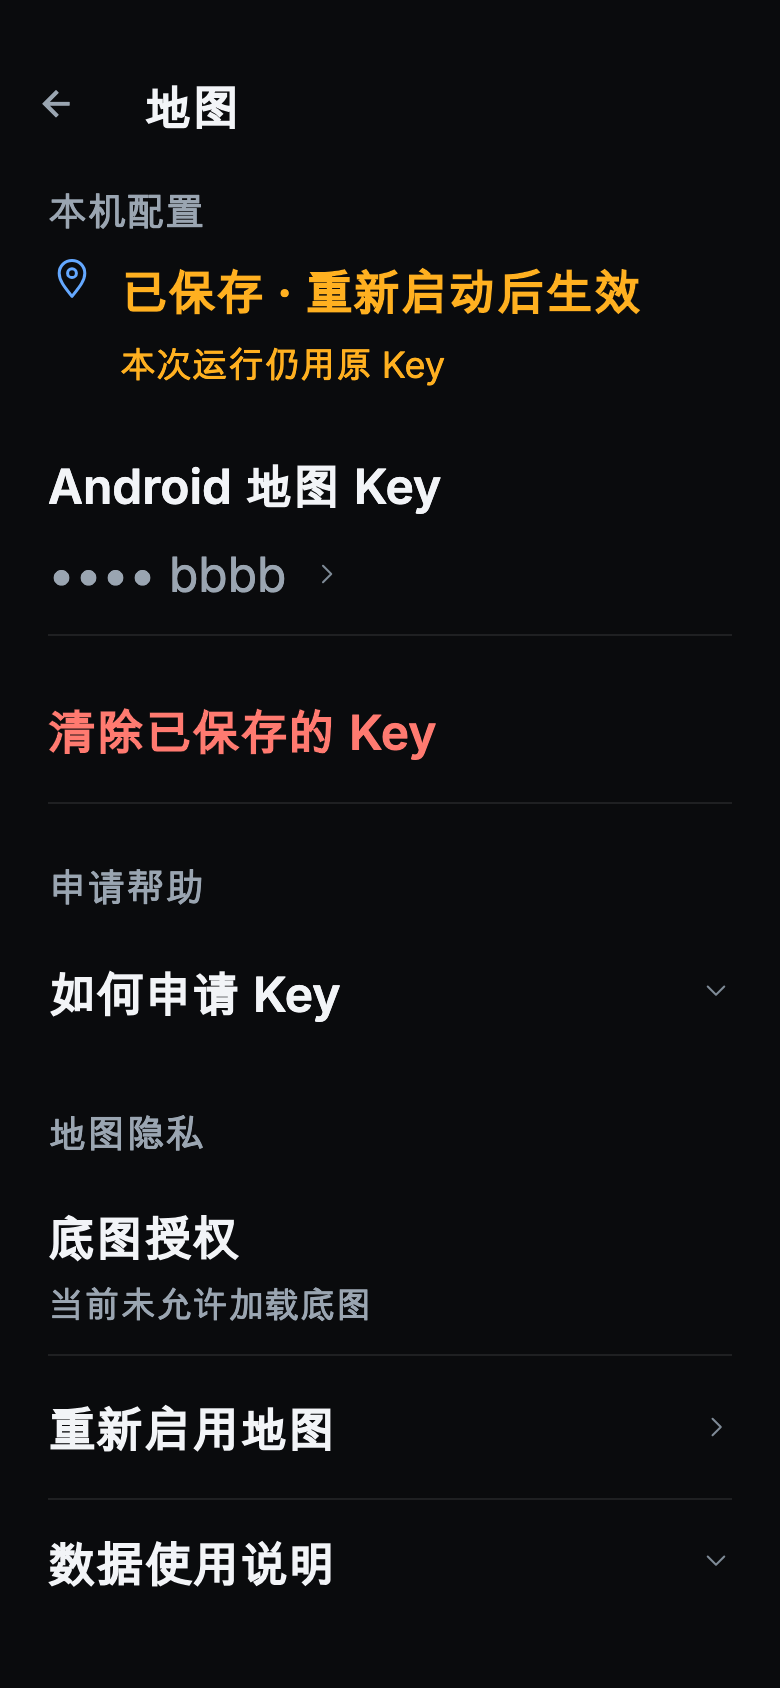 地图
本机配置
已保存 · 重新启动后生效
本次运行仍用原 Key
Android 地图 Key
•••• bbbb
清除已保存的 Key
申请帮助
如何申请 Key
地图隐私
底图授权
当前未允许加载底图
重新启用地图
数据使用说明